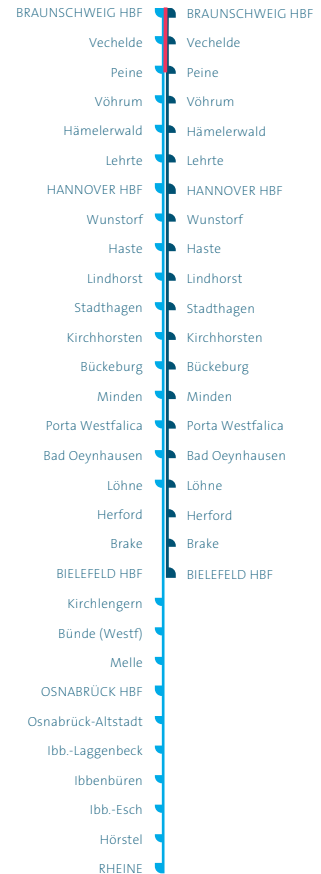 BRAUNSCHWEIG HBF BRAUNSCHWEIG HBF
Vechelde Vechelde
Peine Peine
Vöhrum Vöhrum
Hämelerwald Hämelerwald
Lehrte Lehrte
HANNOVER HBF HANNOVER HBF
Wunstorf Wunstorf
Haste Haste
Lindhorst Lindhorst
Stadthagen Stadthagen
Kirchhorsten Kirchhorsten
Bückeburg Bückeburg
Minden Minden
Porta Westfalica Porta Westfalica
Bad Oeynhausen Bad Oeynhausen
Löhne Löhne
Herford Herford
Brake Brake
BIELEFELD HBF BIELEFELD HBF
Kirchlengern
Bünde (Westf)
Melle
OSNABRÜCK HBF
Osnabrück-Altstadt
Ibb.-Laggenbeck
Ibbenbüren
Ibb.-Esch
Hörstel
RHEINE